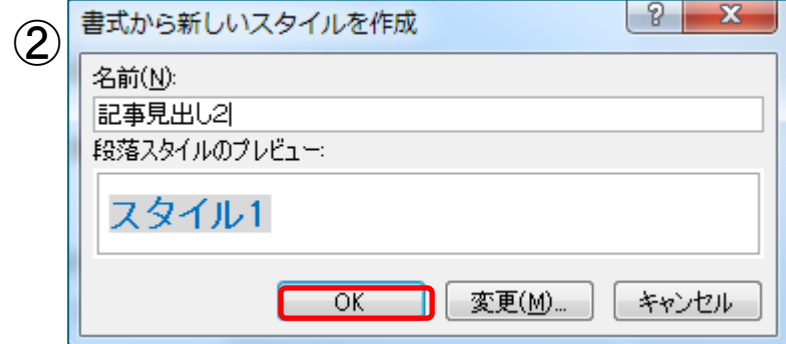 ②
書式から新しいスタイルを作成
名前(N):
記事見出し2
段落スタイルのプレビュー:
スタイル1
OK 変更(M)... キャンセル